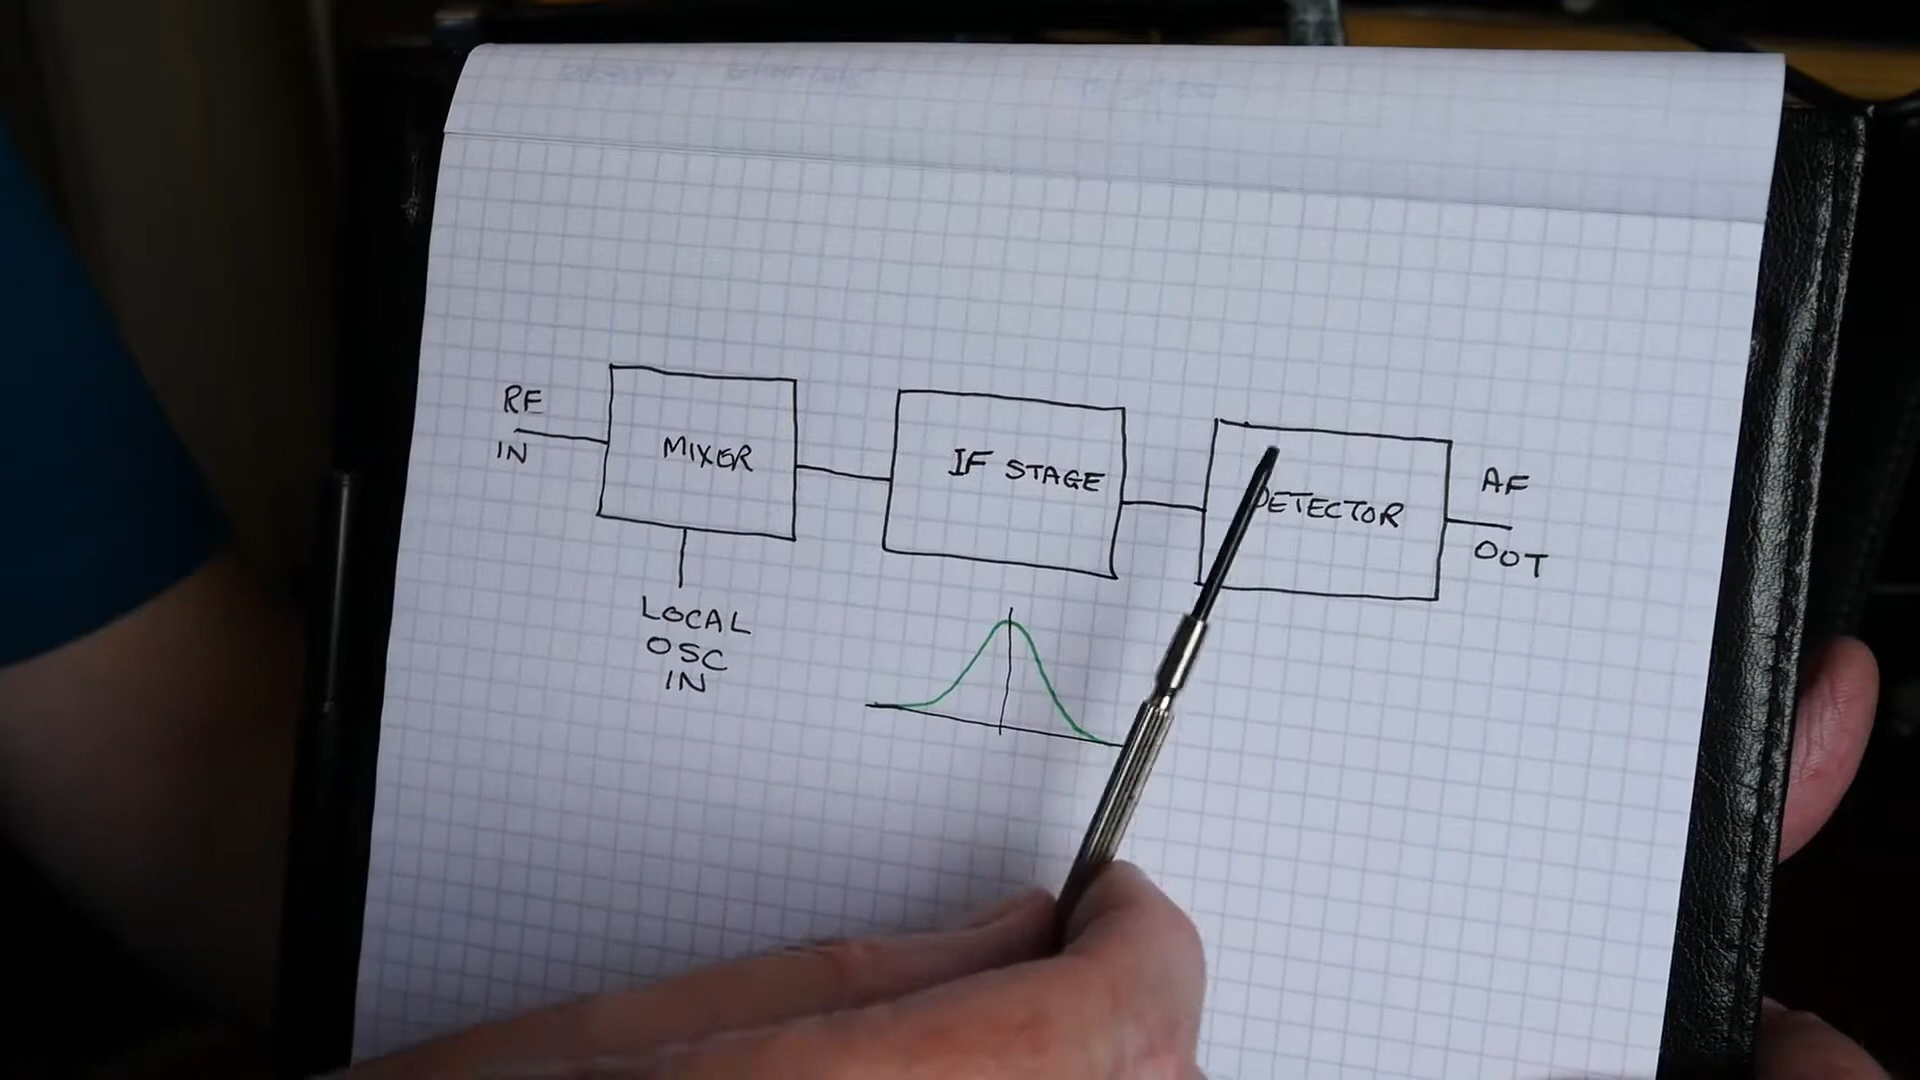 RF
IN
MIXER
LOCAL
OSC
IN
IF STAGE
DETECTOR
AF
OUT